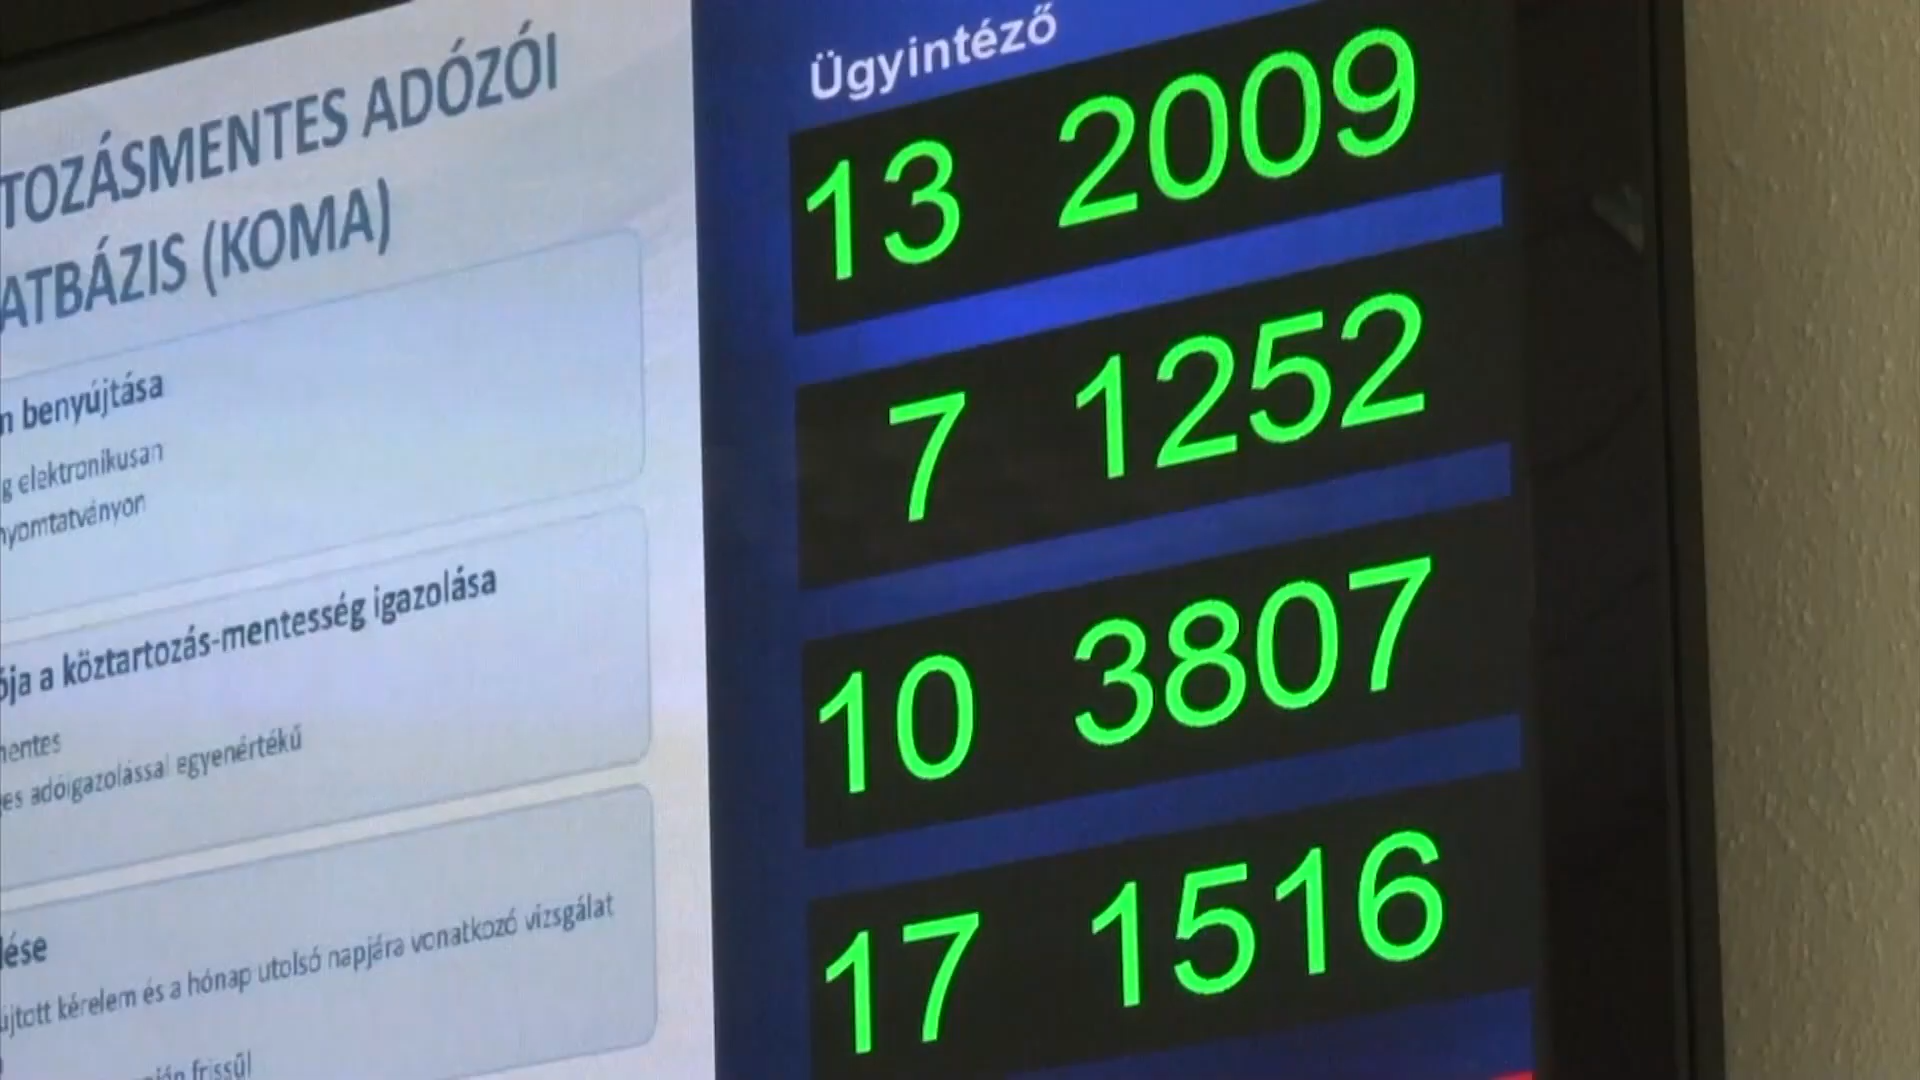 TOZÁSMENTES ADÓZÓI
ATBÁZIS (KOMA)
n benyújtása
g elektronikusan
nyomtatványon
ója a köztartozás-mentesség igazolása
mentes
es adóigazolással egyenértékű
lése
újtott kérelem és a hónap utolsó napjára vonatkozó vizsgálat
frissül
Ügyintéző
13 2009
7 1252
10 3807
17 1516